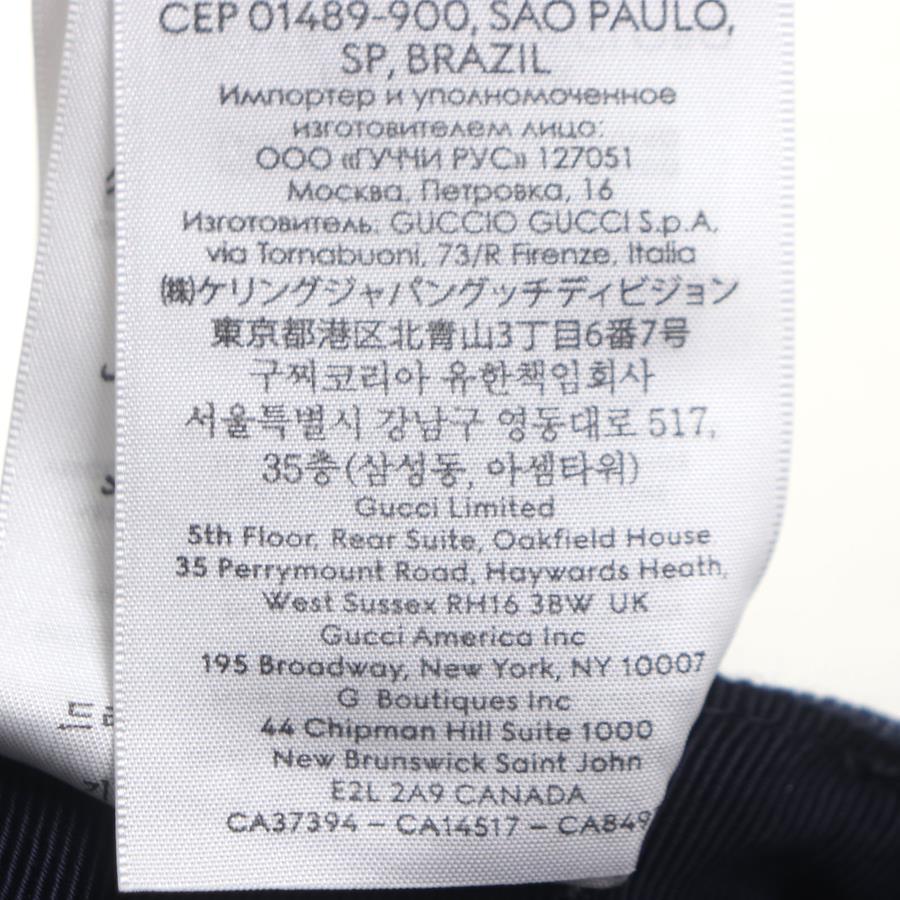 CEP 01489-900, SAO PAULO,
SP, BRAZIL
Импортер и уполномоченное
изготовителем лицо:
ООО «ГУЧЧИ РУС» 127051
Москва, Петровка, 16
Изготовитель: GUCCIO GUCCI S.p.A.
via Tornabuoni, 73/R Firenze, Italia
㈱ケリングジャパングッチディビジョン
東京都港区北青山3丁目6番7号
구찌코리아 유한책임회사
서울특별시 강남구 영동대로 517,
35층(삼성동, 아셈타워)
Gucci Limited
5th Floor, Rear Suite, Oakfield House
35 Perrymount Road, Haywards Heath,
West Sussex RH16 3BW UK
Gucci America Inc
195 Broadway, New York, NY 10007
G Boutiques Inc
44 Chipman Hill Suite 1000
New Brunswick Saint John
E2L 2A9 CANADA
CA37394 – CA14517 – CA849